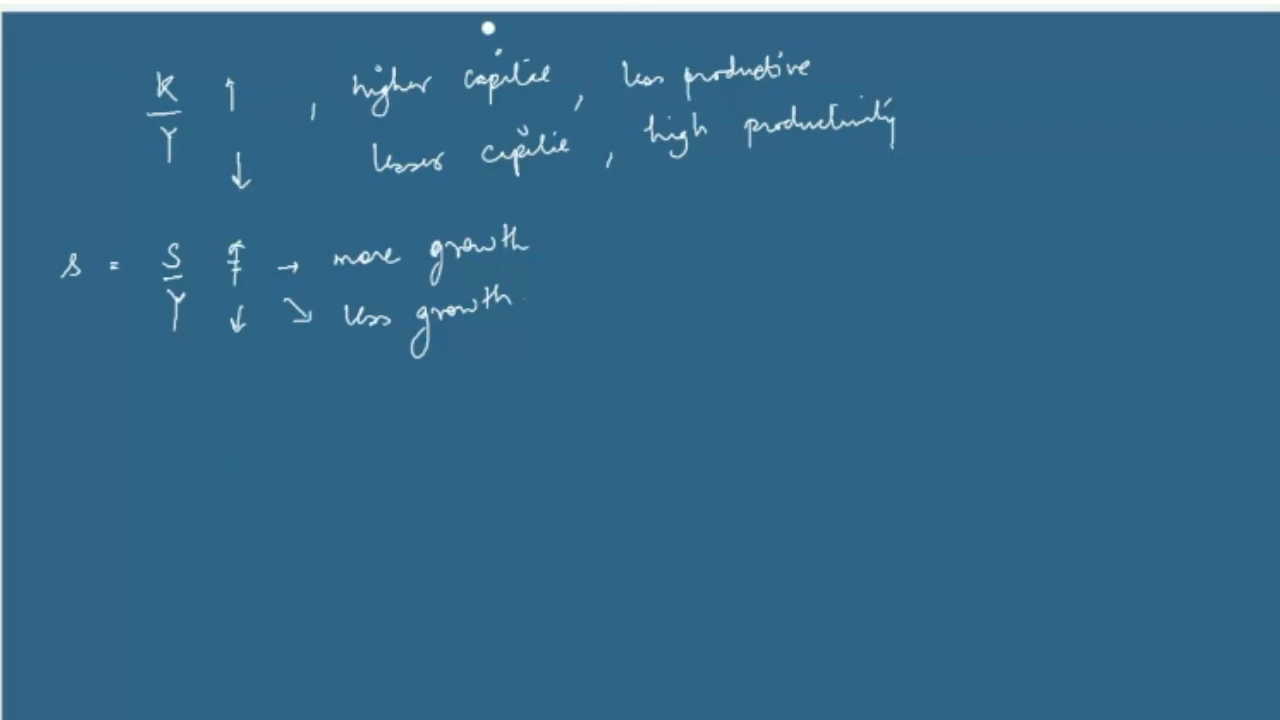 K/Y ↑ , higher capital , less productive
↓ lesser capital , high productivity
s = S/Y ↑ → more growth
↓ ↘ less growth